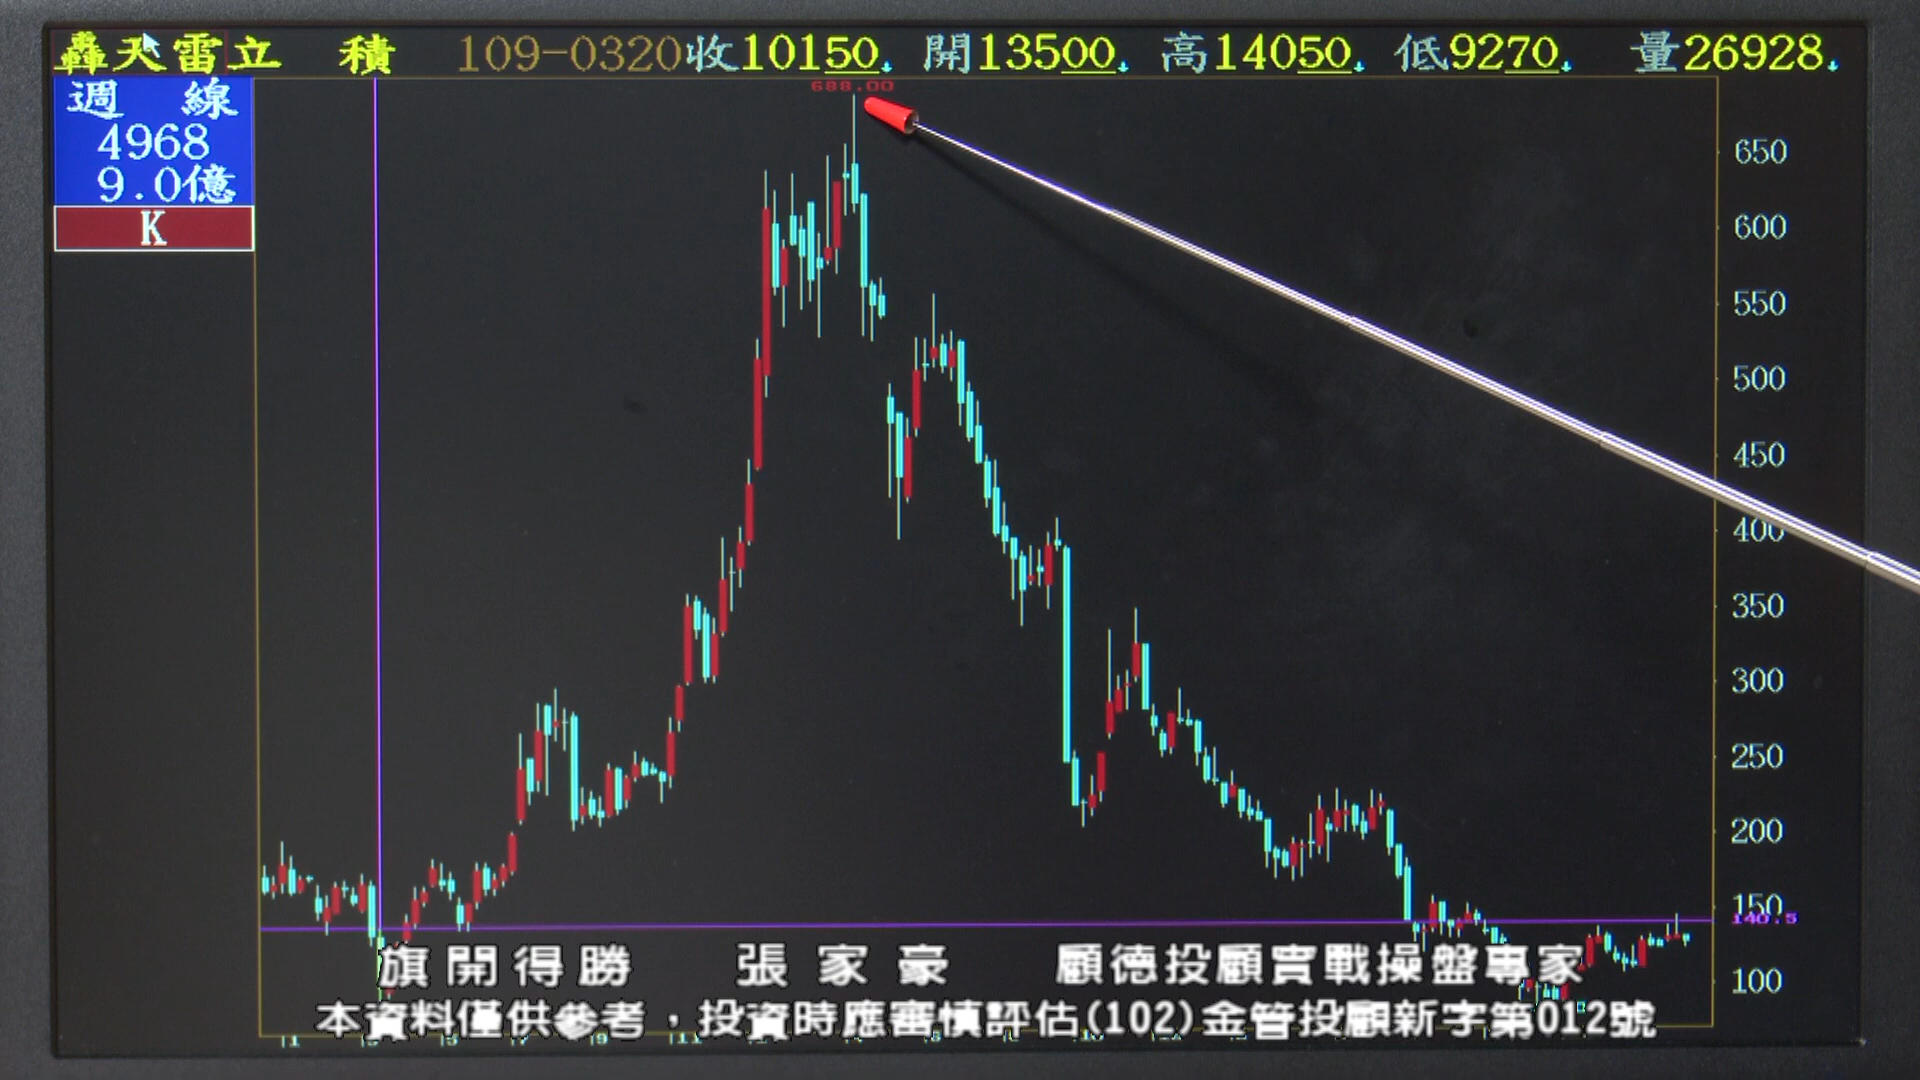 轟天雷立 積 109-0320收10150↓ 開13500↓ 高14050↓ 低9270↓ 量26928↓
週 線
4968
9.0億
K
688.00
650
600
550
500
450
400
350
300
250
200
150
140.5
100
旗開得勝 張家豪 顧德投顧實戰操盤專家
本資料僅供參考，投資時應審慎評估(102)金管投顧新字第012號